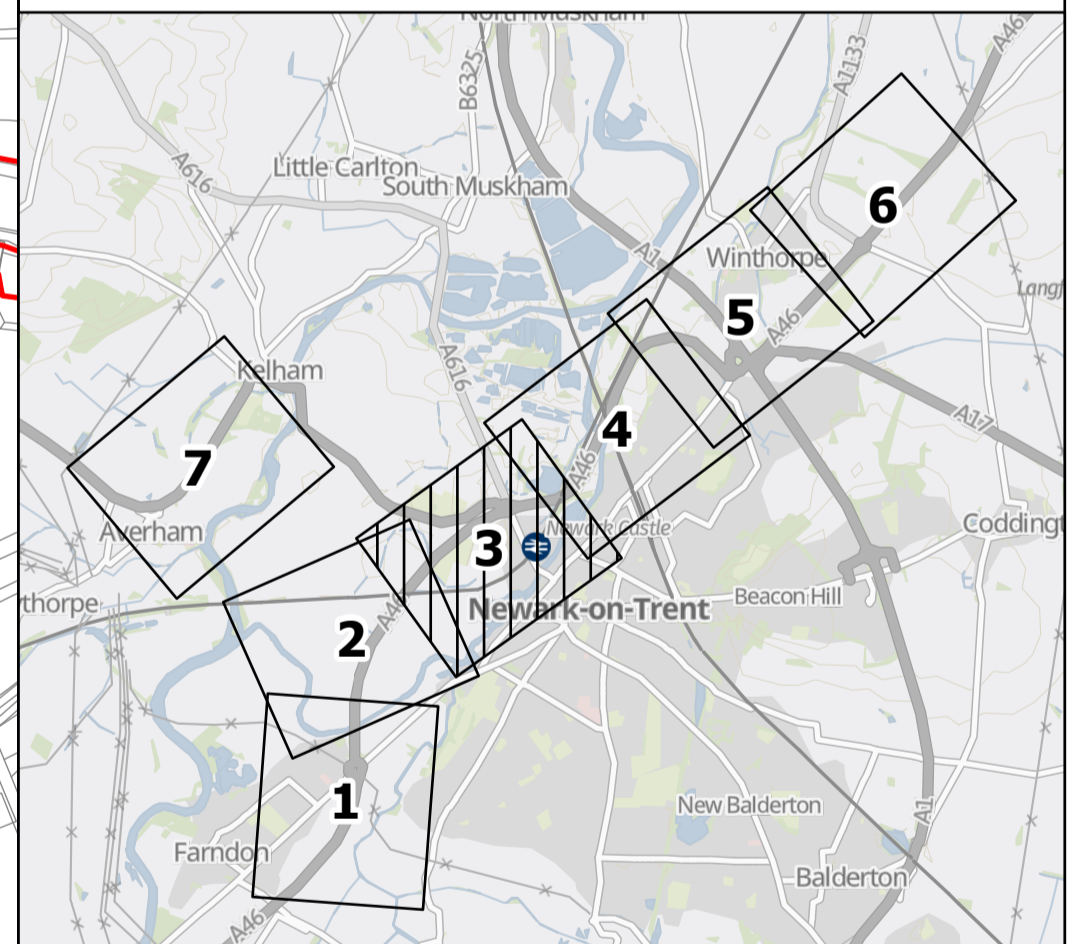 North Muskham
A46
A1133
B6325
A616
Little Carlton
South Muskham
6
A1
Winthorpe
Langf
5
A46
Kelham
A616
A17
4
7
A46
Averham
Newark Castle
Coddingt
3
Beacon Hill
ythorpe
A46
Newark-on-Trent
2
1
New Balderton
A1
Farndon
Balderton
A46